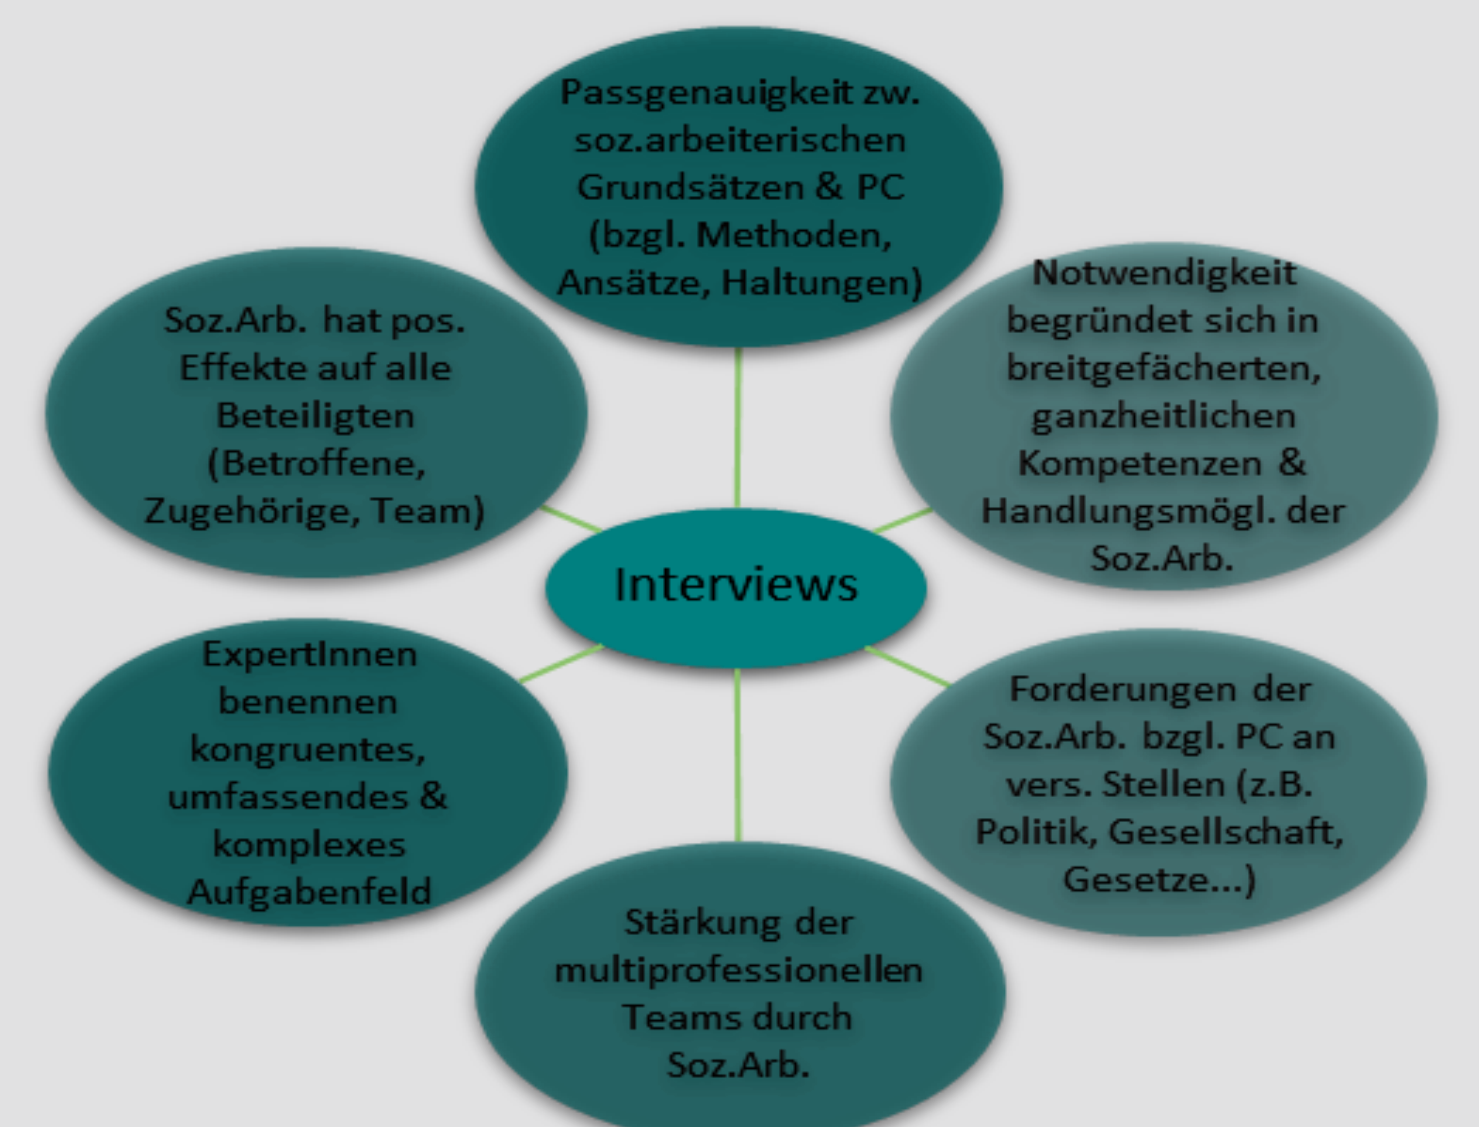 Passgenauigkeit zw.
soz.arbeiterischen
Grundsätzen & PC
(bzgl. Methoden,
Ansätze, Haltungen)
Notwendigkeit
begründet sich in
breitgefächerten,
ganzheitlichen
Kompetenzen &
Handlungsmögl. der
Soz.Arb.
Forderungen der
Soz.Arb. bzgl. PC an
vers. Stellen (z.B.
Politik, Gesellschaft,
Gesetze...)
Stärkung der
multiprofessionellen
Teams durch
Soz.Arb.
ExpertInnen
benennen
kongruentes,
umfassendes &
komplexes
Aufgabenfeld
Soz.Arb. hat pos.
Effekte auf alle
Beteiligten
(Betroffene,
Zugehörige, Team)
Interviews